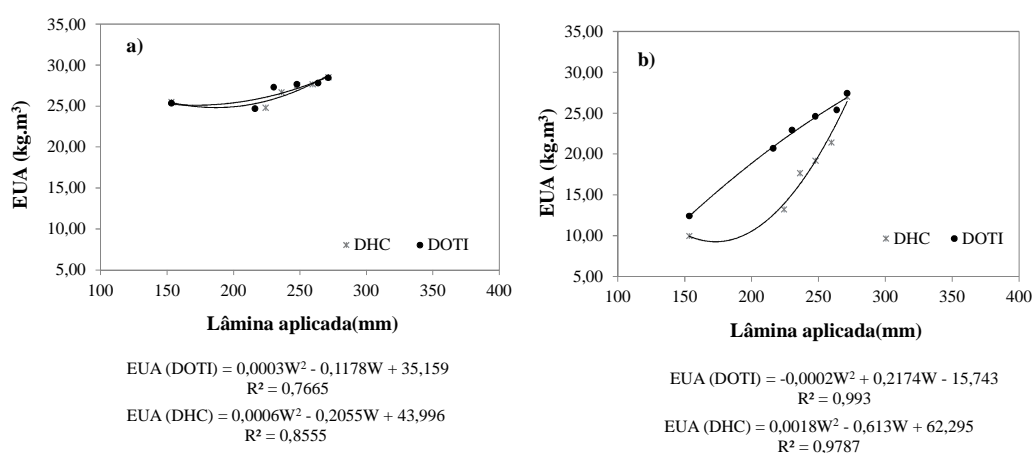 a)
35,00
30,00
25,00
20,00
15,00
10,00
5,00
EUA (kg.m³)
DHC DOTI
100 150 200 250 300 350 400
Lâmina aplicada(mm)
EUA (DOTI) = 0,0003W² - 0,1178W + 35,159
R² = 0,7665
EUA (DHC) = 0,0006W² - 0,2055W + 43,996
R² = 0,8555
b)
35,00
30,00
25,00
20,00
15,00
10,00
5,00
EUA (kg.m³)
DHC DOTI
100 150 200 250 300 350 400
Lâmina aplicada(mm)
EUA (DOTI) = -0,0002W² + 0,2174W - 15,743
R² = 0,993
EUA (DHC) = 0,0018W² - 0,613W + 62,295
R² = 0,9787